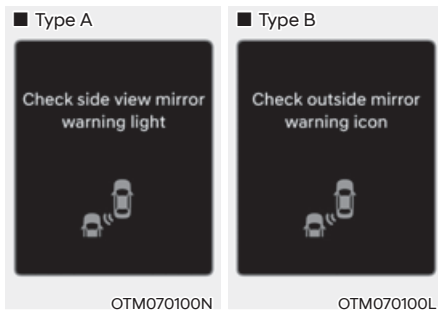 ■ Type A
Check side view mirror
warning light
OTM070100N
■ Type B
Check outside mirror
warning icon
OTM070100L